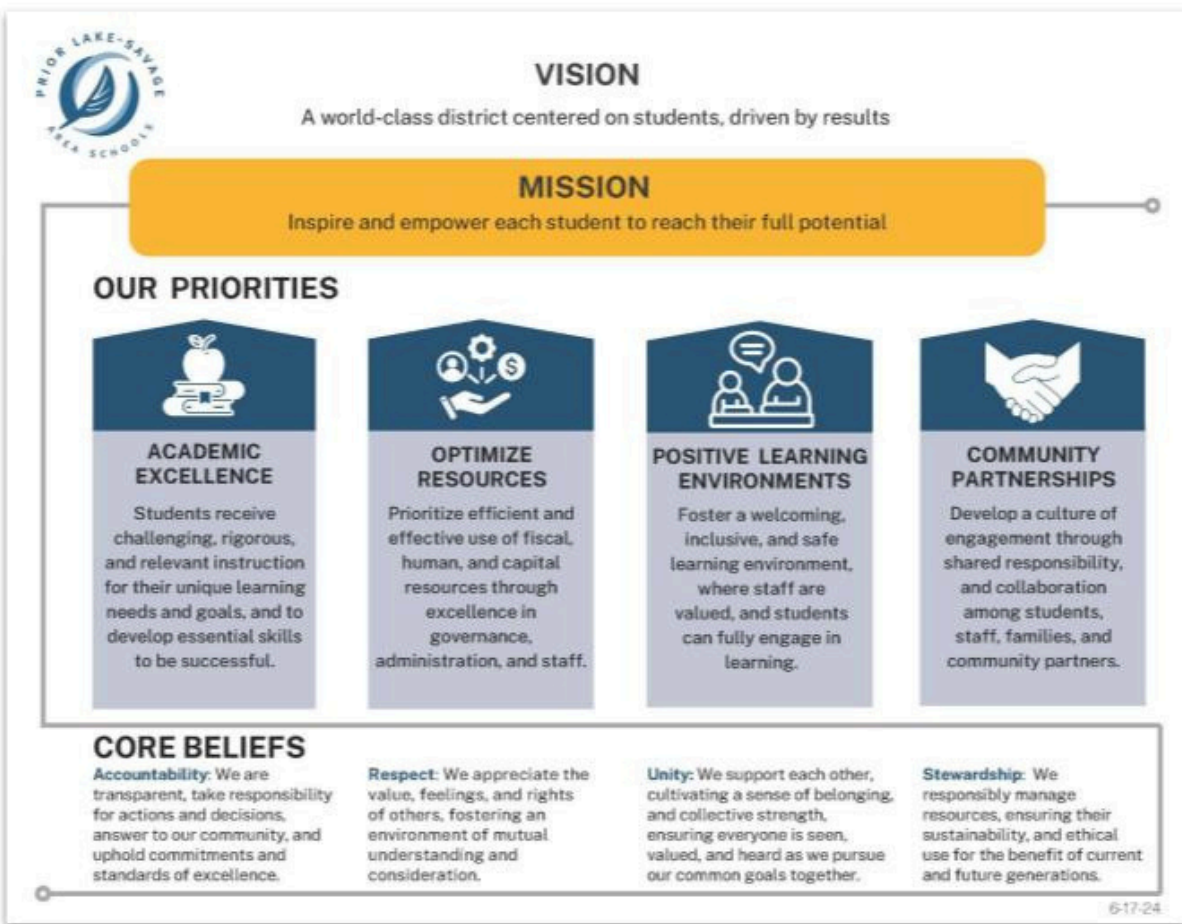 PRIOR LAKE-SAVAGE
AREA SCHOOLS
VISION
A world-class district centered on students, driven by results
MISSION
Inspire and empower each student to reach their full potential
OUR PRIORITIES
ACADEMIC
EXCELLENCE
Students receive
challenging, rigorous,
and relevant instruction
for their unique learning
needs and goals, and to
develop essential skills
to be successful.
OPTIMIZE
RESOURCES
Prioritize efficient and
effective use of fiscal,
human, and capital
resources through
excellence in
governance,
administration, and staff.
POSITIVE LEARNING
ENVIRONMENTS
Foster a welcoming,
inclusive, and safe
learning environment,
where staff are
valued, and students
can fully engage in
learning.
COMMUNITY
PARTNERSHIPS
Develop a culture of
engagement through
shared responsibility,
and collaboration
among students,
staff, families, and
community partners.
CORE BELIEFS
Accountability: We are
transparent, take responsibility
for actions and decisions,
answer to our community, and
uphold commitments and
standards of excellence.
Respect: We appreciate the
value, feelings, and rights
of others, fostering an
environment of mutual
understanding and
consideration.
Unity: We support each other,
cultivating a sense of belonging,
and collective strength,
ensuring everyone is seen,
valued, and heard as we pursue
our common goals together.
Stewardship: We
responsibly manage
resources, ensuring their
sustainability, and ethical
use for the benefit of current
and future generations.
6-17-24